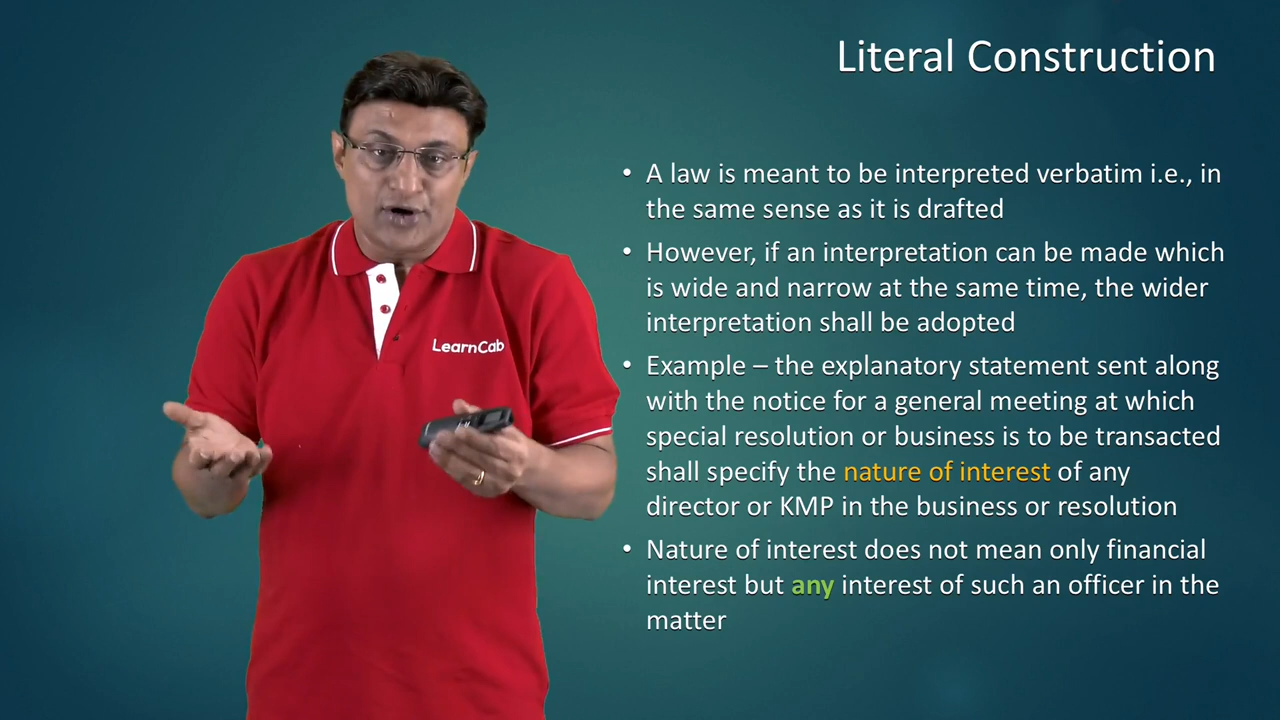 Literal Construction
• A law is meant to be interpreted verbatim i.e., in
the same sense as it is drafted
• However, if an interpretation can be made which
is wide and narrow at the same time, the wider
interpretation shall be adopted
• Example – the explanatory statement sent along
with the notice for a general meeting at which
special resolution or business is to be transacted
shall specify the nature of interest of any
director or KMP in the business or resolution
• Nature of interest does not mean only financial
interest but any interest of such an officer in the
matter
LearnCab